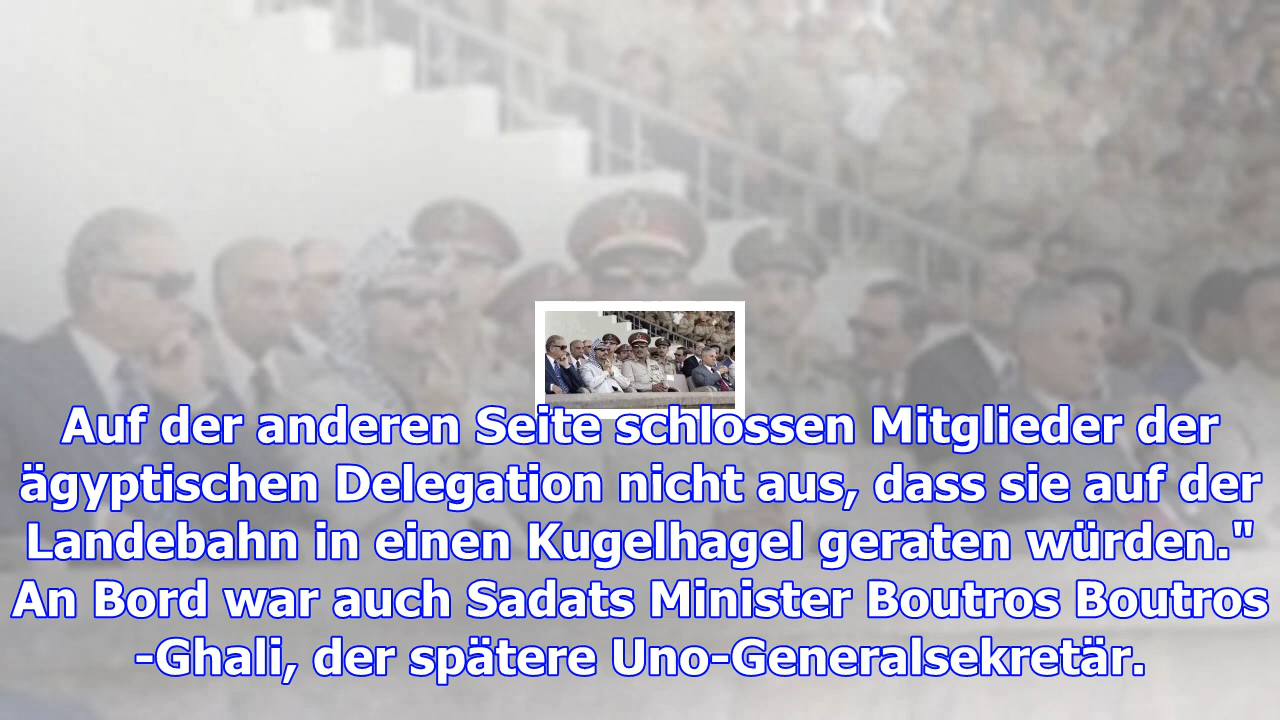 Auf der anderen Seite schlossen Mitglieder der
ägyptischen Delegation nicht aus, dass sie auf der
Landebahn in einen Kugelhagel geraten würden."
An Bord war auch Sadats Minister Boutros Boutros
-Ghali, der spätere Uno-Generalsekretär.